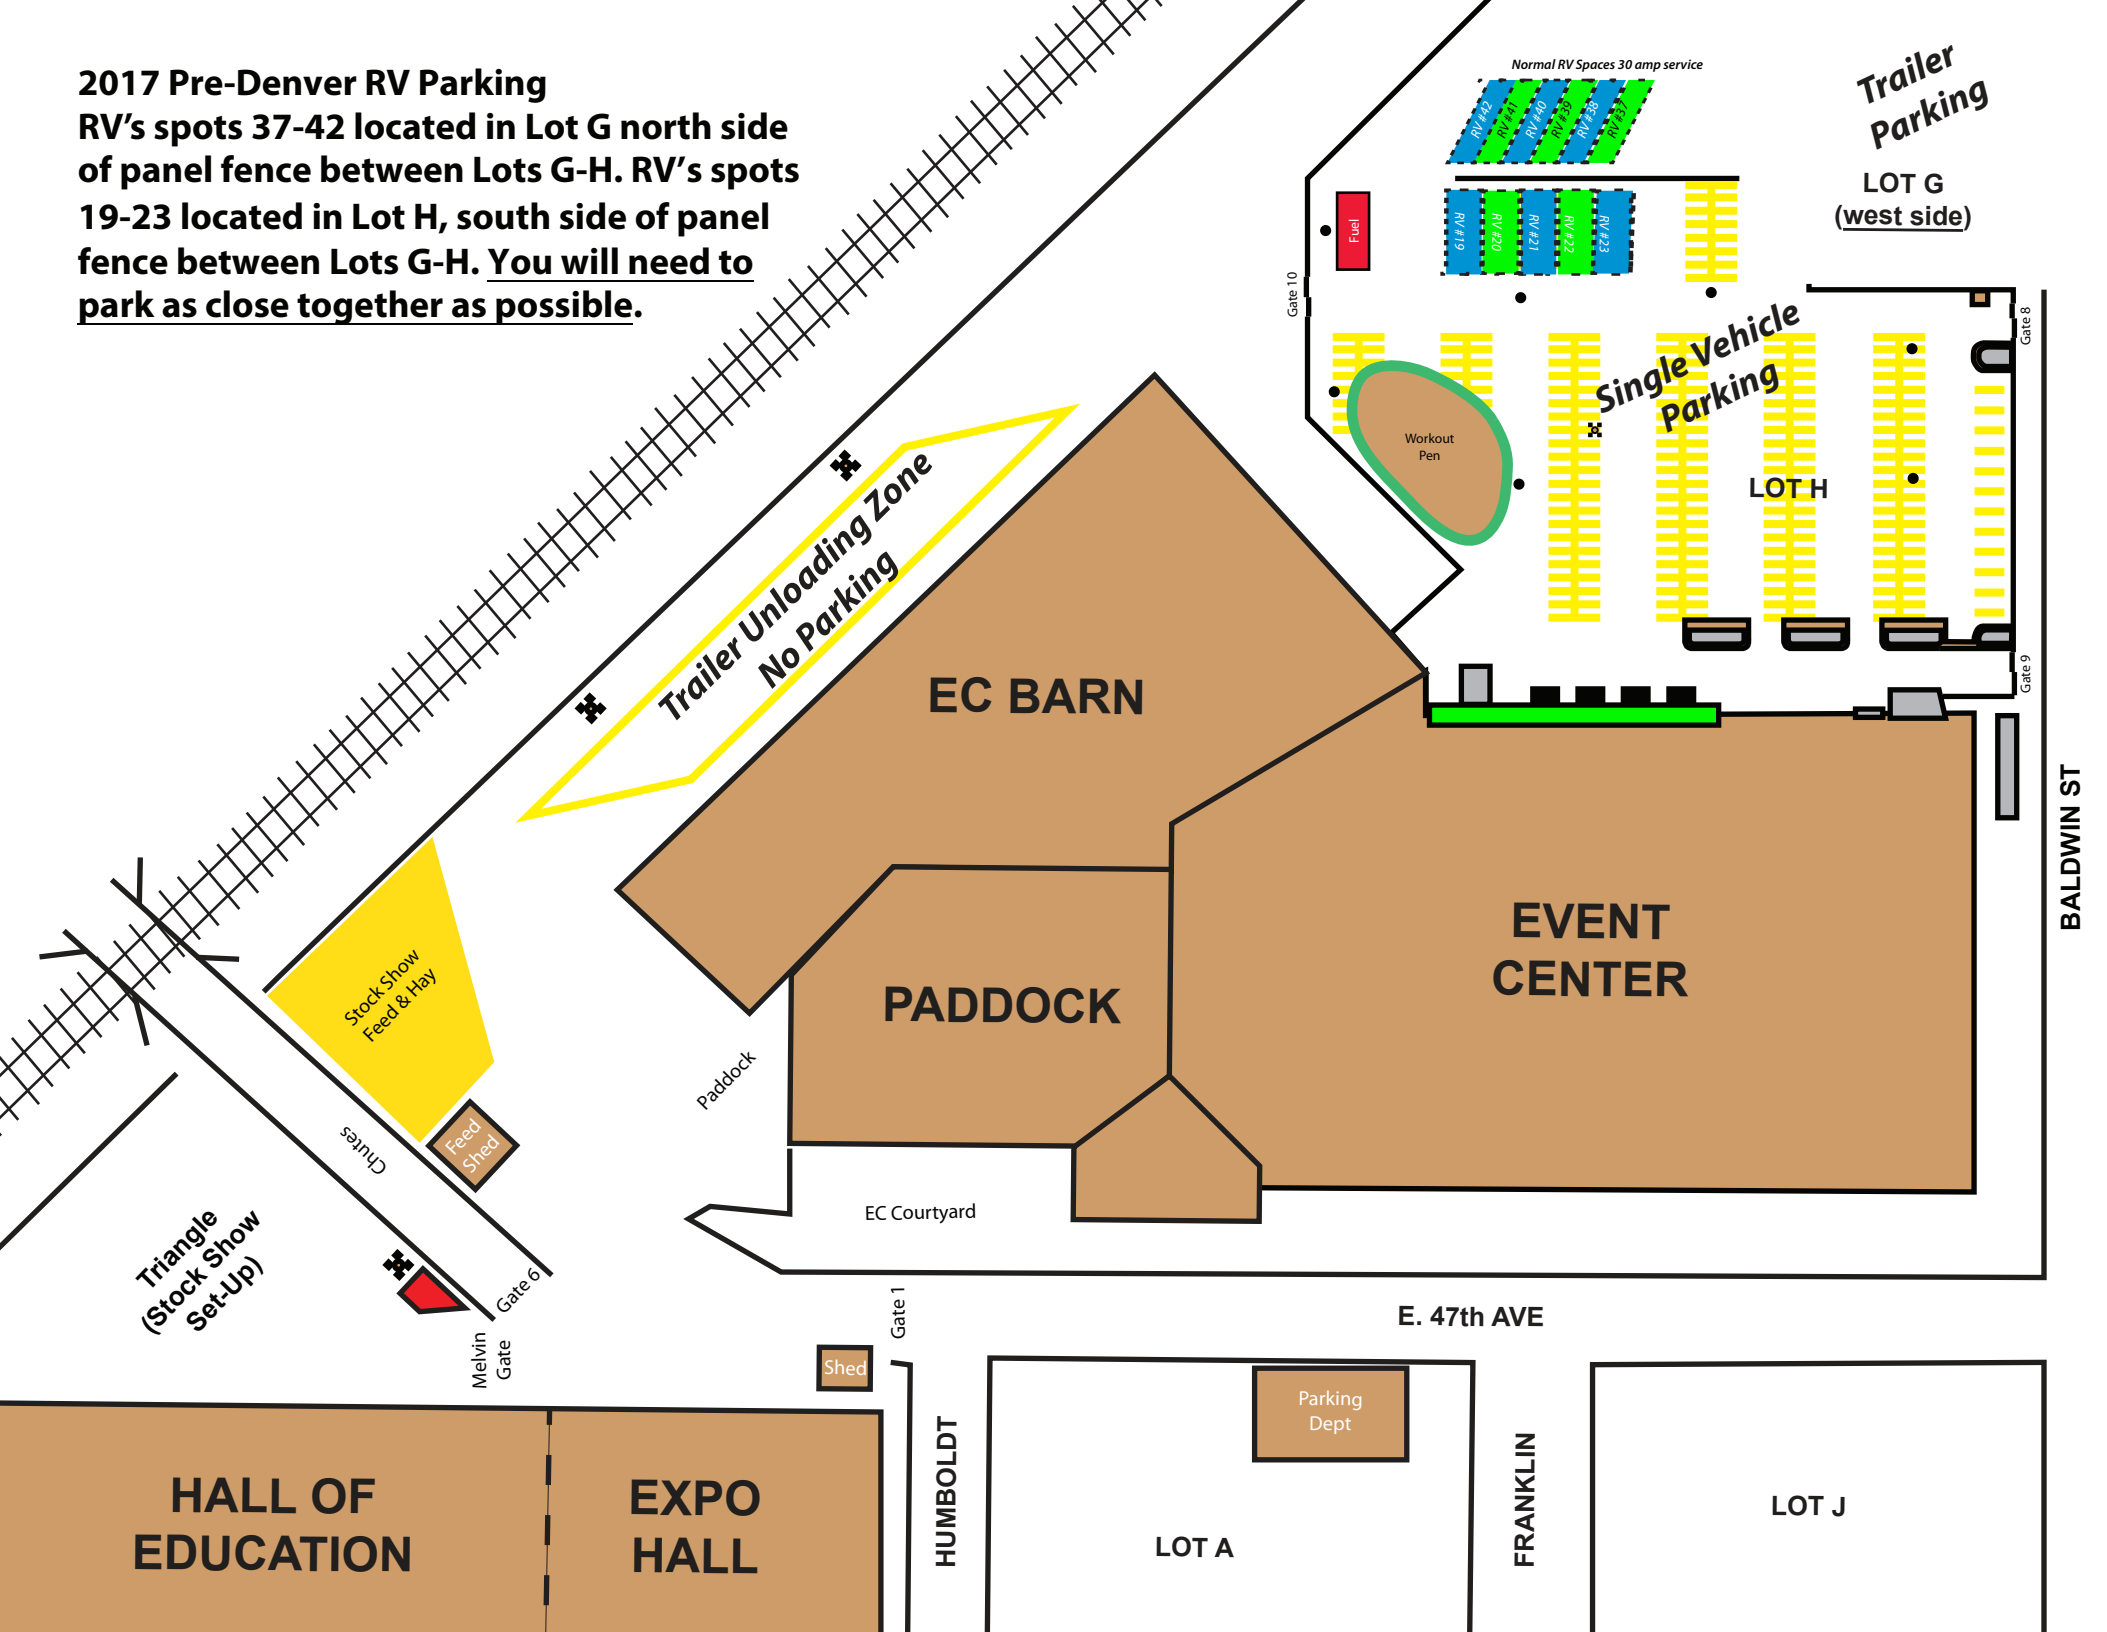 2017 Pre-Denver RV Parking
RV’s spots 37-42 located in Lot G north side
of panel fence between Lots G-H. RV’s spots
19-23 located in Lot H, south side of panel
fence between Lots G-H. You will need to
park as close together as possible.
Normal RV Spaces 30 amp service
RV #42
RV #41
RV #40
RV #39
RV #38
RV #37
Trailer
Parking
LOT G
(west side)
Fuel
RV #19
RV #20
RV #21
RV #22
RV #23
Gate 10
Gate 8
Single Vehicle
Parking
Workout
Pen
LOT H
Trailer Unloading Zone
No Parking
Gate 9
EC BARN
BALDWIN ST
EVENT
CENTER
PADDOCK
Stock Show
Feed & Hay
Paddock
Feed
Shed
Chutes
EC Courtyard
Triangle
(Stock Show
Set-Up)
Gate 6
Melvin
Gate
Gate 1
E. 47th AVE
Shed
Parking
Dept
HALL OF
EDUCATION
EXPO
HALL
HUMBOLDT
LOT A
FRANKLIN
LOT J